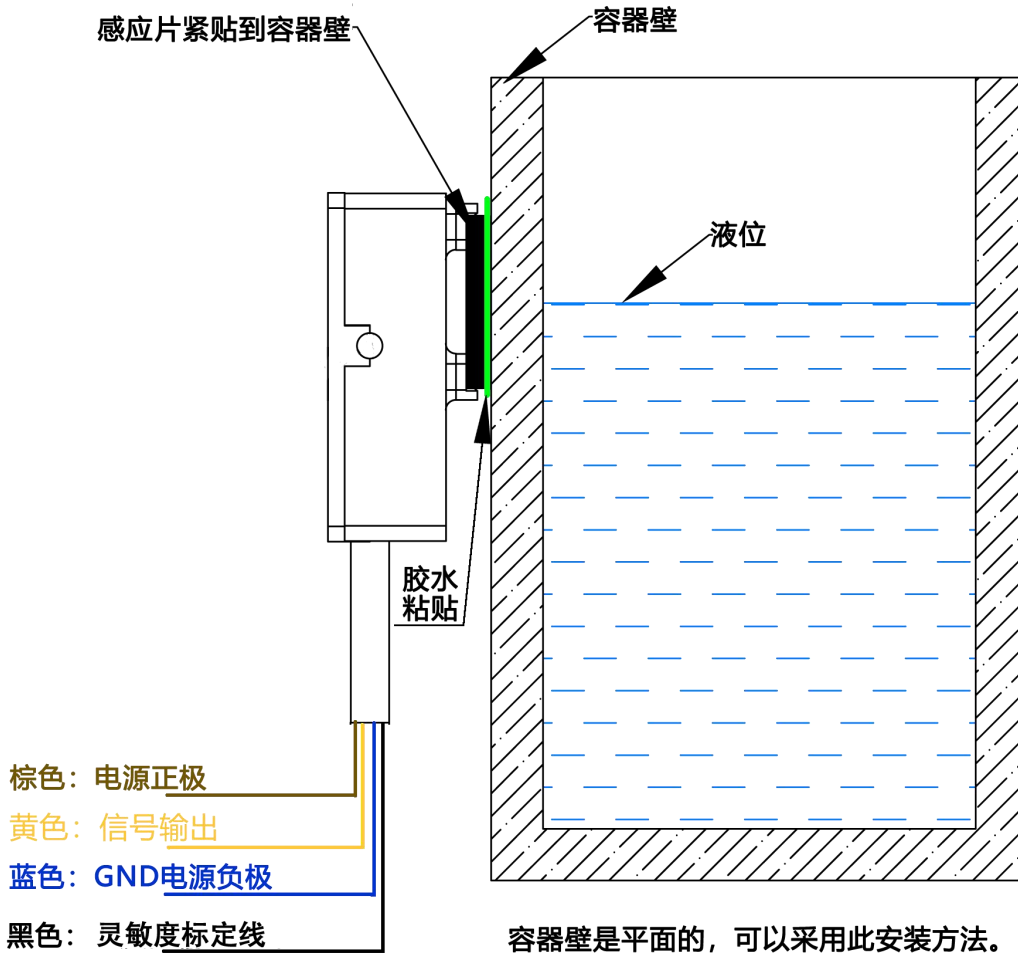 感应片紧贴到容器壁
容器壁
液位
胶水
粘贴
棕色：电源正极
黄色：信号输出
蓝色：GND电源负极
黑色：灵敏度标定线
容器壁是平面的，可以采用此安装方法。